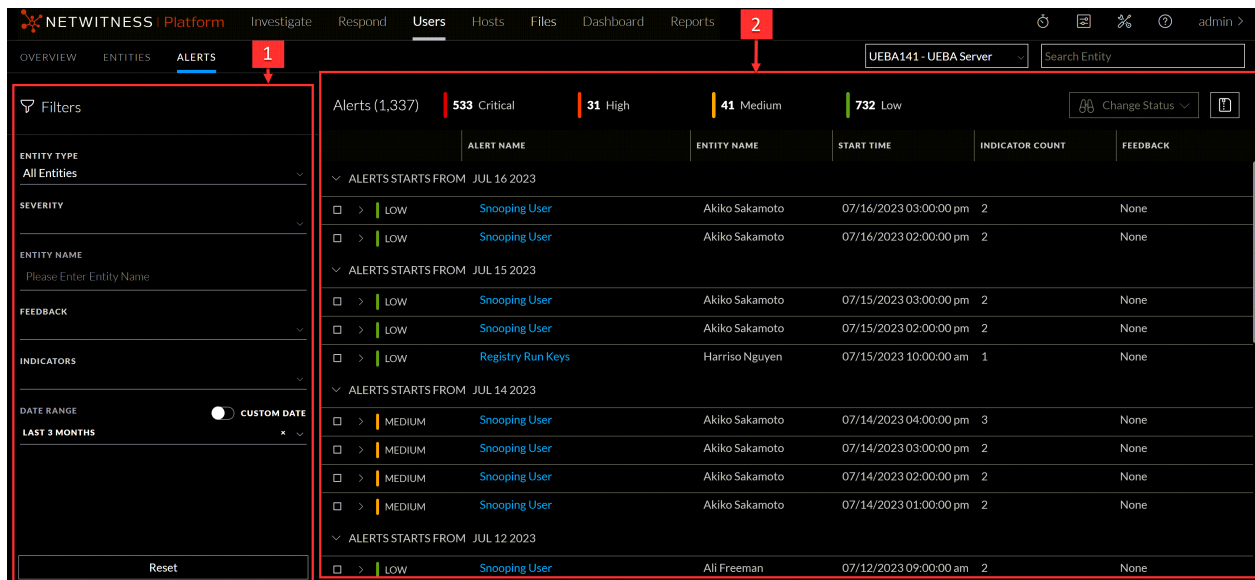 NETWITNESS Platform Investigate Respond Users Hosts Files Dashboard Reports admin >
2
OVERVIEW ENTITIES ALERTS
1
UEBA141 - UEBA Server Search Entity
Filters
Alerts (1,337) 533 Critical 31 High 41 Medium 732 Low Change Status
ALERT NAME ENTITY NAME START TIME INDICATOR COUNT FEEDBACK
ENTITY TYPE
All Entities
SEVERITY
ENTITY NAME
Please Enter Entity Name
FEEDBACK
INDICATORS
DATE RANGE CUSTOM DATE
LAST 3 MONTHS ×
Reset
ALERTS STARTS FROM JUL 16 2023
LOW Snooping User Akiko Sakamoto 07/16/2023 03:00:00 pm 2 None
LOW Snooping User Akiko Sakamoto 07/16/2023 02:00:00 pm 2 None
ALERTS STARTS FROM JUL 15 2023
LOW Snooping User Akiko Sakamoto 07/15/2023 03:00:00 pm 2 None
LOW Snooping User Akiko Sakamoto 07/15/2023 02:00:00 pm 2 None
LOW Registry Run Keys Harriso Nguyen 07/15/2023 10:00:00 am 1 None
ALERTS STARTS FROM JUL 14 2023
MEDIUM Snooping User Akiko Sakamoto 07/14/2023 04:00:00 pm 3 None
MEDIUM Snooping User Akiko Sakamoto 07/14/2023 03:00:00 pm 2 None
MEDIUM Snooping User Akiko Sakamoto 07/14/2023 02:00:00 pm 2 None
MEDIUM Snooping User Akiko Sakamoto 07/14/2023 01:00:00 pm 2 None
ALERTS STARTS FROM JUL 12 2023
LOW Snooping User Ali Freeman 07/12/2023 09:00:00 am 2 None